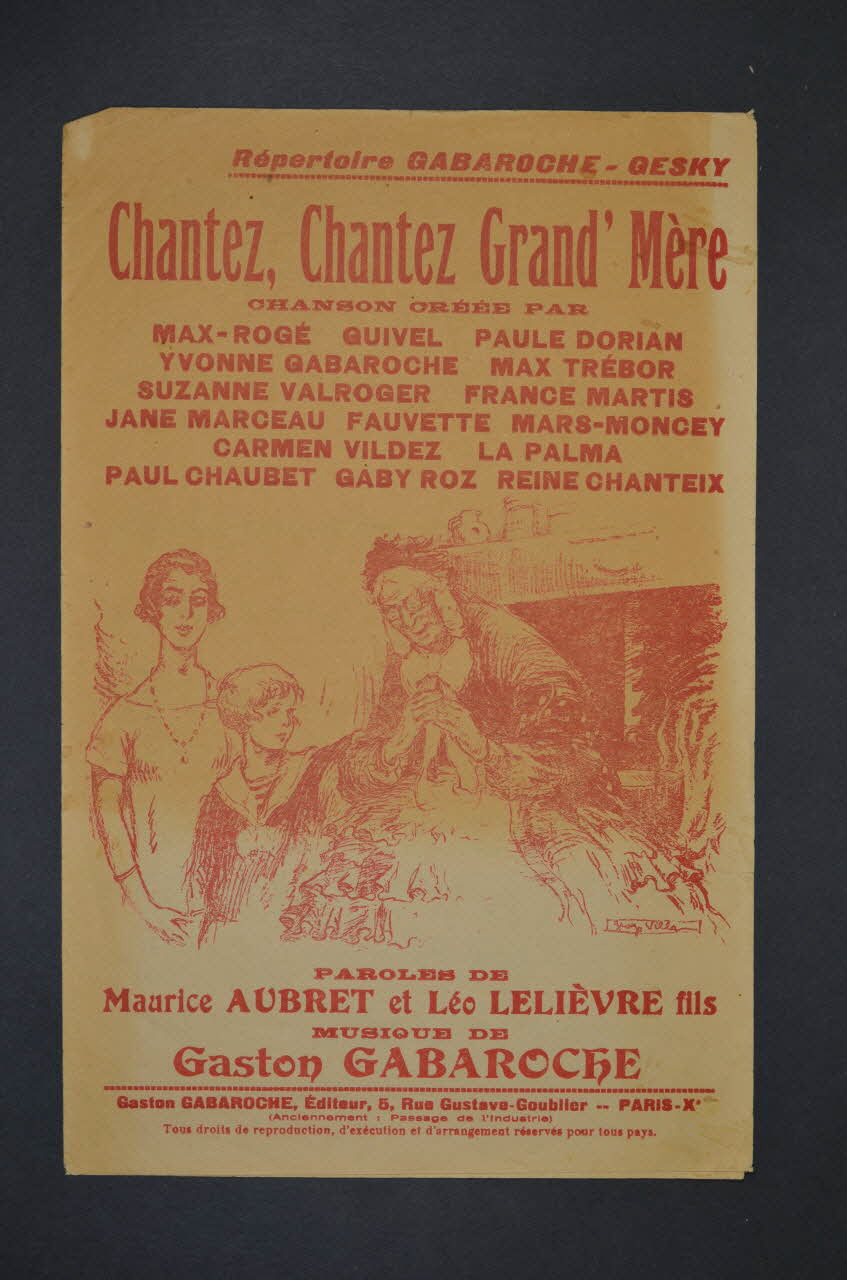 Répertoire GABAROCHE - GESKY
Chantez, Chantez Grand' Mère
CHANSON CRÉÉE PAR
MAX-ROGÉ QUIVEL PAULE DORIAN
YVONNE GABAROCHE MAX TRÉBOR
SUZANNE VALROGER FRANCE MARTIS
JANE MARCEAU FAUVETTE MARS-MONCEY
CARMEN VILDEZ LA PALMA
PAUL CHAUBET GABY ROZ REINE CHANTEIX
PAROLES DE
Maurice AUBRET et Léo LELIÈVRE fils
MUSIQUE DE
Gaston GABAROCHE
Gaston GABAROCHE, Éditeur, 5, Rue Gustave-Goublier -- PARIS-Xe
(Anciennement : Passage de l'Industrie)
Tous droits de reproduction, d'exécution et d'arrangement réservés pour tous pays.